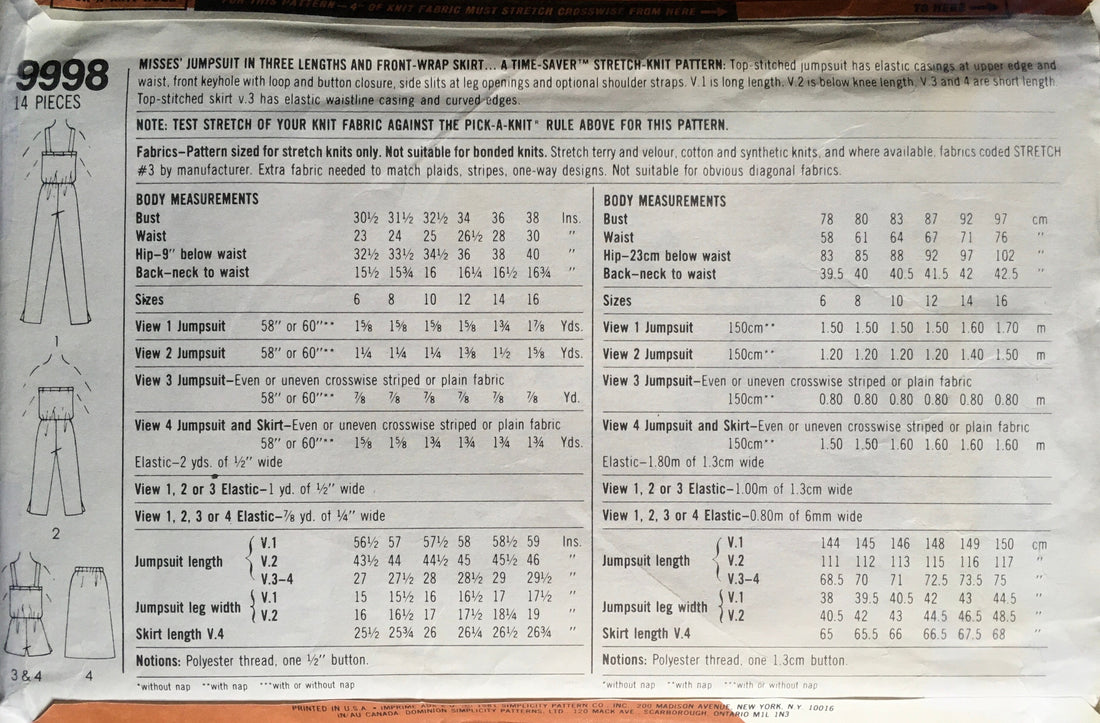 FOR THIS PATTERN—4" OF KNIT FABRIC MUST STRETCH CROSSWISE FROM HERE
TO HERE
9998
14 PIECES
MISSES' JUMPSUIT IN THREE LENGTHS AND FRONT-WRAP SKIRT... A TIME-SAVER™ STRETCH-KNIT PATTERN: Top-stitched jumpsuit has elastic casings at upper edge and
waist, front keyhole with loop and button closure, side slits at leg openings and optional shoulder straps. V.1 is long length, V.2 is below knee length, V.3 and 4 are short length.
Top-stitched skirt v.3 has elastic waistline casing and curved edges.
NOTE: TEST STRETCH OF YOUR KNIT FABRIC AGAINST THE PICK-A-KNIT* RULE ABOVE FOR THIS PATTERN.
Fabrics—Pattern sized for stretch knits only. Not suitable for bonded knits. Stretch terry and velour, cotton and synthetic knits, and where available, fabrics coded STRETCH
#3 by manufacturer. Extra fabric needed to match plaids, stripes, one-way designs. Not suitable for obvious diagonal fabrics.
BODY MEASUREMENTS
Bust 30½ 31½ 32½ 34 36 38 Ins.
Waist 23 24 25 26½ 28 30 "
Hip-9" below waist 32½ 33½ 34½ 36 38 40 "
Back—neck to waist 15½ 15¾ 16 16¼ 16½ 16¾ "
Sizes 6 8 10 12 14 16
View 1 Jumpsuit 58" or 60"** 1⅝ 1⅝ 1⅝ 1⅝ 1¾ 1⅞ Yds.
View 2 Jumpsuit 58" or 60"** 1¼ 1¼ 1¼ 1⅜ 1½ 1⅝ Yds.
View 3 Jumpsuit—Even or uneven crosswise striped or plain fabric
58" or 60"** ⅞ ⅞ ⅞ ⅞ ⅞ ⅞ Yd.
View 4 Jumpsuit and Skirt—Even or uneven crosswise striped or plain fabric
58" or 60"** 1⅝ 1⅝ 1¾ 1¾ 1¾ 1¾ Yds.
Elastic—2 yds. of ½" wide
View 1, 2 or 3 Elastic—1 yd. of ½" wide
View 1, 2, 3 or 4 Elastic—⅞ yd. of ¼" wide
Jumpsuit length
V.1 56½ 57 57½ 58 58½ 59 Ins.
V.2 43½ 44 44½ 45 45½ 46 "
V.3—4 27 27½ 28 28½ 29 29½ "
Jumpsuit leg width
V.1 15 15½ 16 16½ 17 17½ "
V.2 16 16½ 17 17½ 18¼ 19 "
Skirt length V.4 25½ 25¾ 26 26¼ 26½ 26¾ "
Notions: Polyester thread, one ½" button.
*without nap **with nap ***with or without nap
BODY MEASUREMENTS
Bust 78 80 83 87 92 97 cm
Waist 58 61 64 67 71 76 "
Hip—23cm below waist 83 85 88 92 97 102 "
Back—neck to waist 39.5 40 40.5 41.5 42 42.5 "
Sizes 6 8 10 12 14 16
View 1 Jumpsuit 150cm** 1.50 1.50 1.50 1.50 1.60 1.70 m
View 2 Jumpsuit 150cm** 1.20 1.20 1.20 1.20 1.40 1.50 m
View 3 Jumpsuit—Even or uneven crosswise striped or plain fabric
150cm** 0.80 0.80 0.80 0.80 0.80 0.80 m
View 4 Jumpsuit and Skirt—Even or uneven crosswise striped or plain fabric
150cm** 1.50 1.50 1.60 1.60 1.60 1.60 m
Elastic—1.80m of 1.3cm wide
View 1, 2 or 3 Elastic—1.00m of 1.3cm wide
View 1, 2, 3 or 4 Elastic—0.80m of 6mm wide
Jumpsuit length
V.1 144 145 146 148 149 150 cm
V.2 111 112 113 115 116 117 "
V.3—4 68.5 70 71 72.5 73.5 75 "
Jumpsuit leg width
V.1 38 39.5 40.5 42 43 44.5 "
V.2 40.5 42 43 44.5 46.5 48.5 "
Skirt length V.4 65 65.5 66 66.5 67.5 68 "
Notions: Polyester thread, one 1.3cm button.
*without nap **with nap ***with or without nap
1
2
3 & 4
4
PRINTED IN U.S.A. • 1981 SIMPLICITY PATTERN CO. INC. 200 MADISON AVENUE, NEW YORK, N.Y. 10016
IN/AU CANADA, DOMINION SIMPLICITY PATTERNS, LTD. 120 MACK AVE., SCARBOROUGH, ONTARIO M1L 1N3